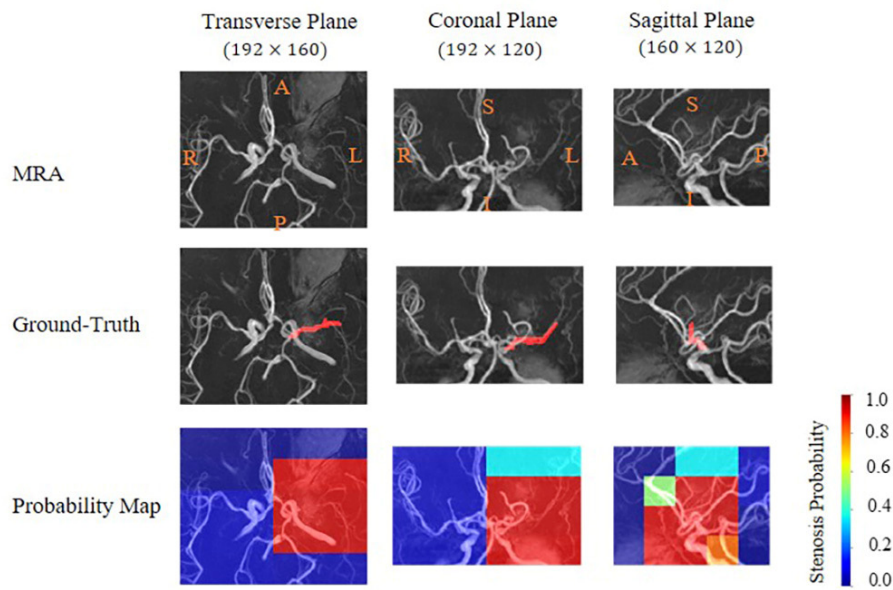 Transverse Plane
(192 × 160)
Coronal Plane
(192 × 120)
Sagittal Plane
(160 × 120)
MRA
A
R
L
P
S
R
L
I
S
A
P
I
Ground-Truth
Probability Map
Stenosis Probability
1.0
0.8
0.6
0.4
0.2
0.0